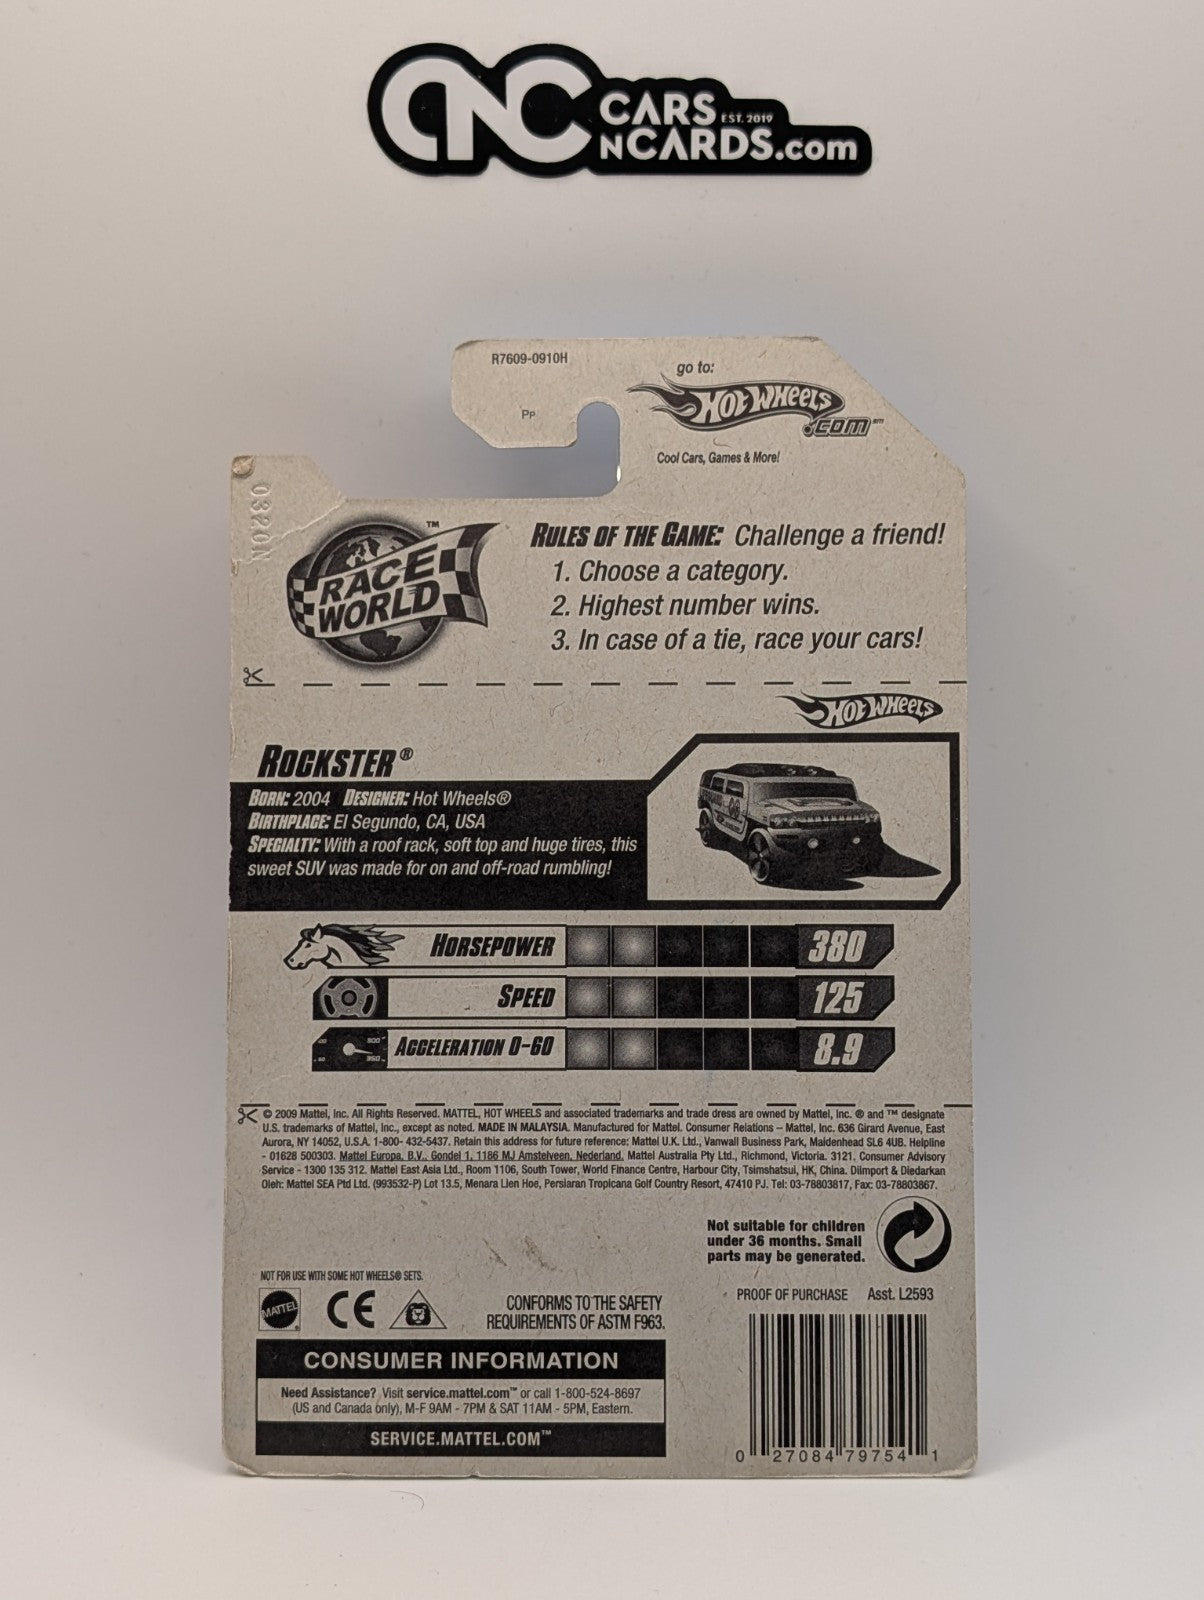 CNC CARS EST. 2019
NCARDS.com
R7609-0910H
go to:
HOT WHEELS
.COM℠
Pp
Cool Cars, Games & More!
0320N
RACE ™
WORLD
RULES OF THE GAME: Challenge a friend!
1. Choose a category.
2. Highest number wins.
3. In case of a tie, race your cars!
HOT WHEELS
ROCKSTER®
BORN: 2004 DESIGNER: Hot Wheels®
BIRTHPLACE: El Segundo, CA, USA
SPECIALTY: With a roof rack, soft top and huge tires, this
sweet SUV was made for on and off-road rumbling!
HORSEPOWER 380
SPEED 125
ACCELERATION 0-60 8.9
© 2009 Mattel, Inc. All Rights Reserved. MATTEL, HOT WHEELS and associated trademarks and trade dress are owned by Mattel, Inc. ® and ™ designate
U.S. trademarks of Mattel, Inc., except as noted. MADE IN MALAYSIA. Manufactured for Mattel. Consumer Relations – Mattel, Inc. 636 Girard Avenue, East
Aurora, NY 14052, U.S.A. 1-800- 432-5437. Retain this address for future reference: Mattel U.K. Ltd., Vanwall Business Park, Maidenhead SL6 4UB. Helpline
- 01628 500303. Mattel Europa, B.V., Gondel 1, 1186 MJ Amstelveen, Nederland. Mattel Australia Pty Ltd., Richmond, Victoria. 3121. Consumer Advisory
Service - 1300 135 312. Mattel East Asia Ltd., Room 1106, South Tower, World Finance Centre, Harbour City, Tsimshatsui, HK, China. Diimport & Diedarkan
Oleh: Mattel SEA Ptd Ltd. (993532-P) Lot 13.5, Menara Lien Hoe, Persiaran Tropicana Golf Country Resort, 47410 PJ. Tel: 03-78803817, Fax: 03-78803867.
Not suitable for children
under 36 months. Small
parts may be generated.
NOT FOR USE WITH SOME HOT WHEELS® SETS.
PROOF OF PURCHASE Asst. L2593
MATTEL ®
CE
CONFORMS TO THE SAFETY
REQUIREMENTS OF ASTM F963.
CONSUMER INFORMATION
Need Assistance? Visit service.mattel.com™ or call 1-800-524-8697
(US and Canada only), M-F 9AM - 7PM & SAT 11AM - 5PM, Eastern.
SERVICE.MATTEL.COM™
0 27084 79754 1